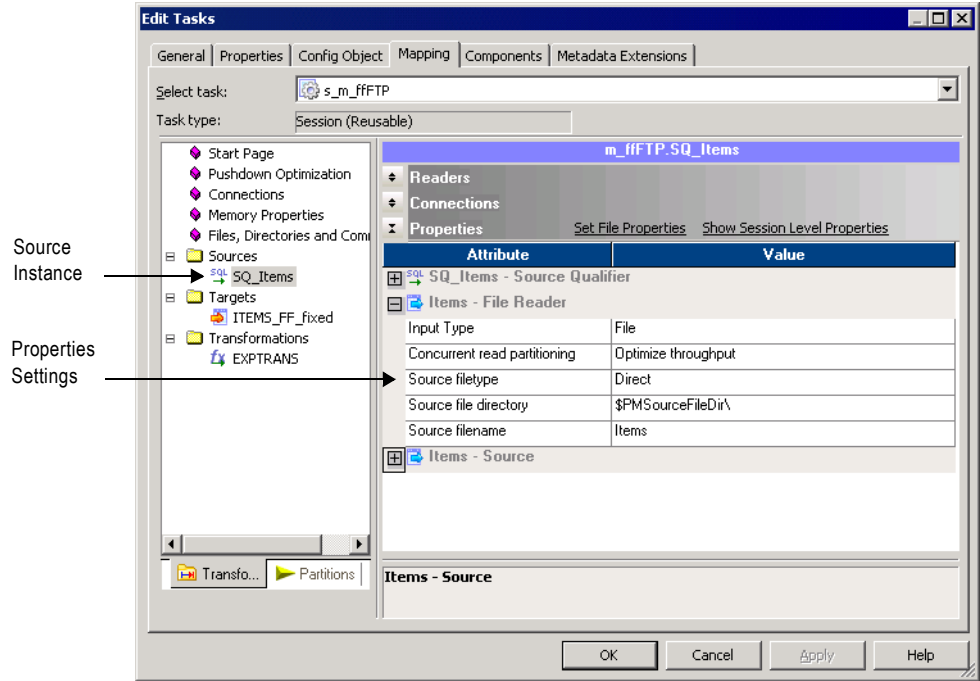 Edit Tasks
General Properties Config Object Mapping Components Metadata Extensions
Select task: s_m_ffFTP
Task type: Session (Reusable)
Start Page
Pushdown Optimization
Connections
Memory Properties
Files, Directories and Com
Sources
SQ_Items
Targets
ITEMS_FF_fixed
Transformations
EXPTRANS
Transfo... Partitions
Source
Instance
Properties
Settings
m_ffFTP.SQ_Items
Readers
Connections
Properties Set File Properties Show Session Level Properties
Attribute Value
SQL SQ_Items - Source Qualifier
Items - File Reader
Input Type File
Concurrent read partitioning Optimize throughput
Source filetype Direct
Source file directory $PMSourceFileDir\
Source filename Items
Items - Source
Items - Source
OK Cancel Apply Help